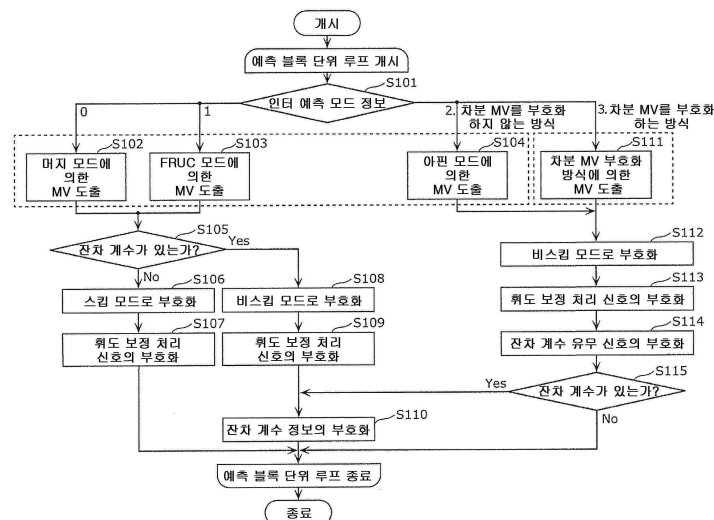 개시
예측 블록 단위 루프 개시
S101
인터 예측 모드 정보
0
1
2. 차분 MV를 부호화
하지 않는 방식
3. 차분 MV를 부호화
하는 방식
S102
머지 모드에
의한
MV 도출
S103
FRUC 모드에
의한
MV 도출
S104
아핀 모드에
의한
MV 도출
S111
차분 MV 부호화
방식에 의한
MV 도출
S105
잔차 계수가 있는가?
Yes
No
S112
비스킵 모드로 부호화
S106
스킵 모드로 부호화
S108
비스킵 모드로 부호화
S113
휘도 보정 처리 신호의 부호화
S107
휘도 보정 처리
신호의 부호화
S109
휘도 보정 처리
신호의 부호화
S114
잔차 계수 유무 신호의 부호화
S115
잔차 계수가 있는가?
Yes
No
S110
잔차 계수 정보의 부호화
예측 블록 단위 루프 종료
종료